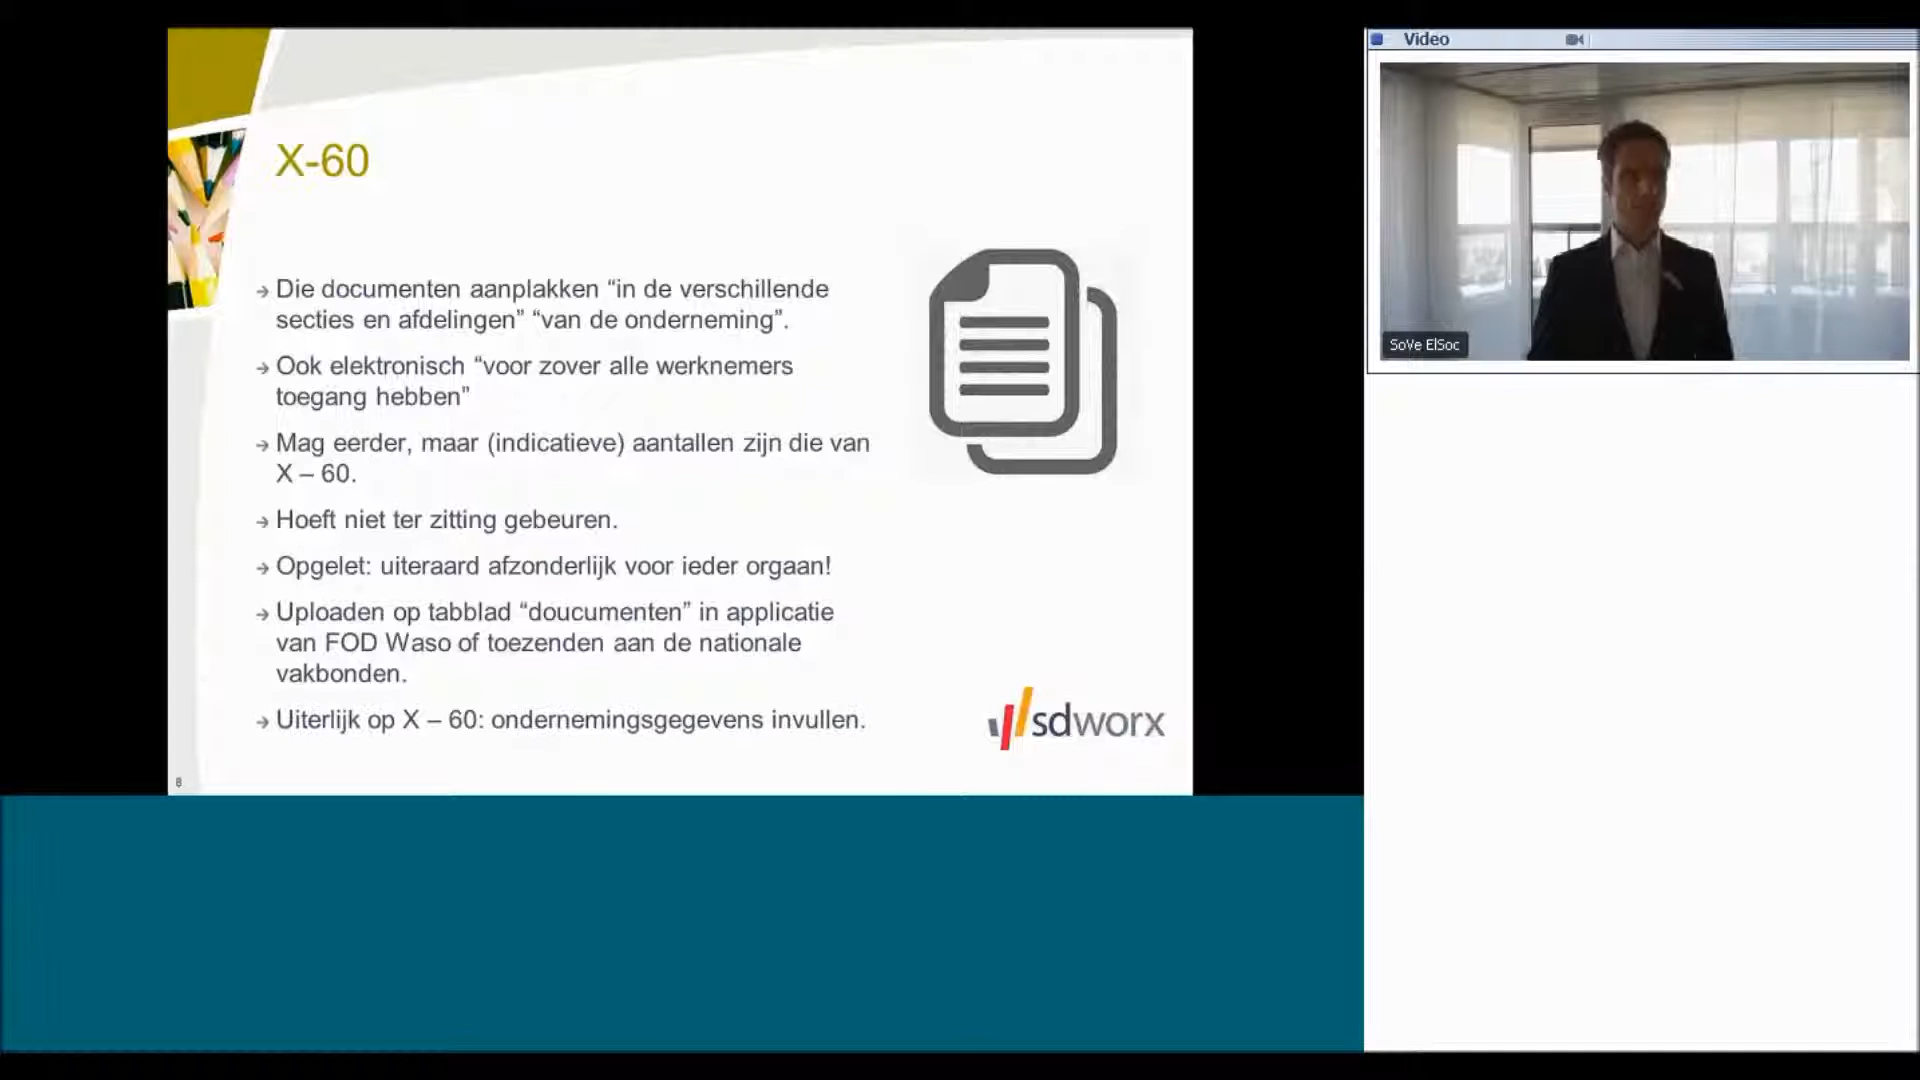 X-60
→ Die documenten aanplakken “in de verschillende
secties en afdelingen” “van de onderneming”.
→ Ook elektronisch “voor zover alle werknemers
toegang hebben”
→ Mag eerder, maar (indicatieve) aantallen zijn die van
X – 60.
→ Hoeft niet ter zitting gebeuren.
→ Opgelet: uiteraard afzonderlijk voor ieder orgaan!
→ Uploaden op tabblad “doucumenten” in applicatie
van FOD Waso of toezenden aan de nationale
vakbonden.
→ Uiterlijk op X – 60: ondernemingsgegevens invullen.
sdworx
8
Video
SoVe ElSoc